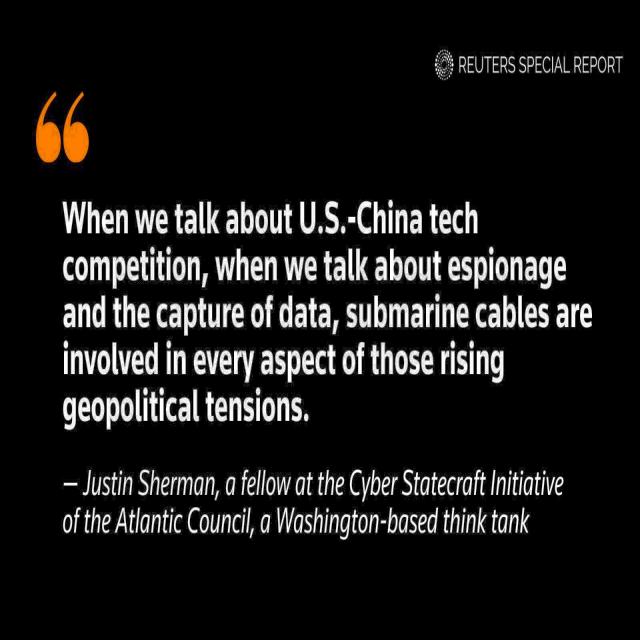 REUTERS SPECIAL REPORT
“
When we talk about U.S.-China tech
competition, when we talk about espionage
and the capture of data, submarine cables are
involved in every aspect of those rising
geopolitical tensions.
– Justin Sherman, a fellow at the Cyber Statecraft Initiative
of the Atlantic Council, a Washington-based think tank